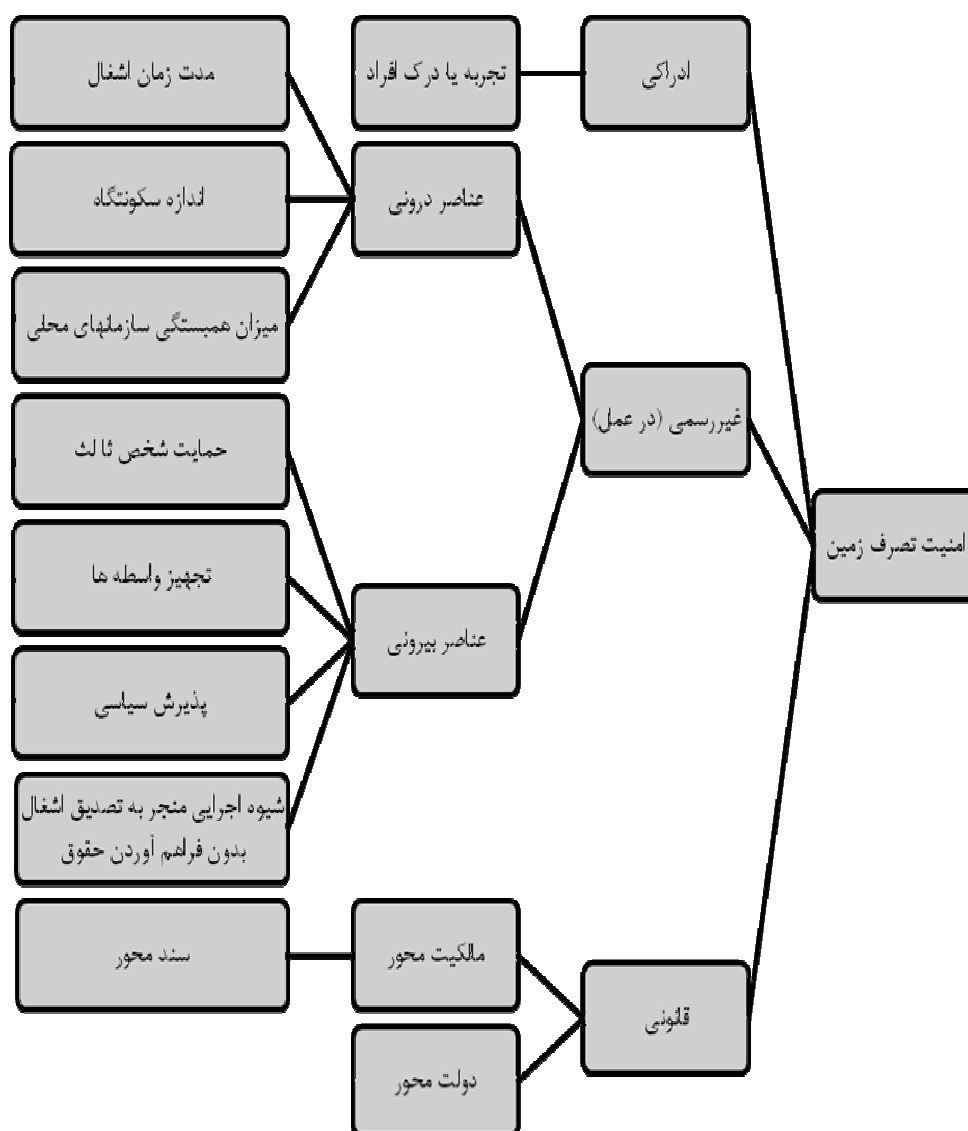 امنیت تصرف زمین
ادراکی
تجربه یا درک افراد
غیررسمی (در عمل)
عناصر درونی
مدت زمان اشغال
اندازه سکونتگاه
میزان همبستگی سازمانهای محلی
عناصر بیرونی
حمایت شخص ثالث
تجهیز واسطه ها
پذیرش سیاسی
شیوه اجرایی منجر به تصدیق اشغال
بدون فراهم آوردن حقوق
قانونی
مالکیت محور
سند محور
دولت محور